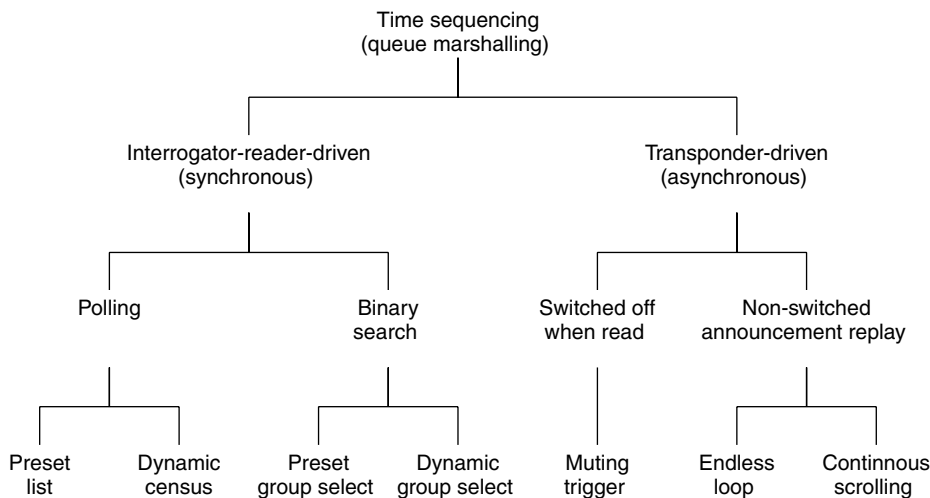 Time sequencing
(queue marshalling)
Interrogator-reader-driven
(synchronous)
Transponder-driven
(asynchronous)
Polling
Binary
search
Switched off
when read
Non-switched
announcement replay
Preset
list
Dynamic
census
Preset
group select
Dynamic
group select
Muting
trigger
Endless
loop
Continnous
scrolling